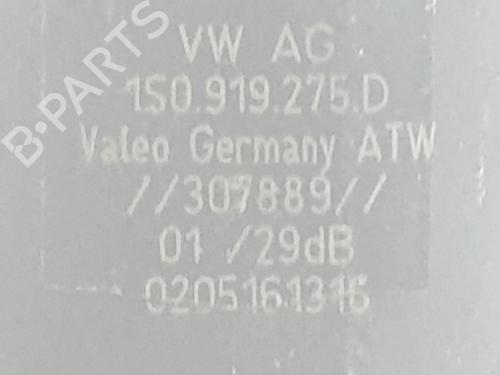 B-PARTS
VW AG
1S0.919.275.D
Valeo Germany ATW
//307889//
01 /29dB
0205161316